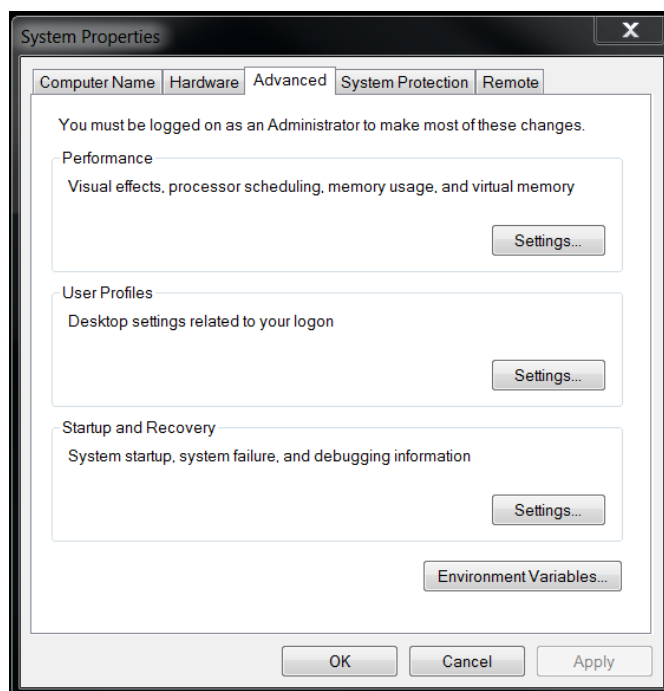 System Properties
X
Computer Name Hardware Advanced System Protection Remote
You must be logged on as an Administrator to make most of these changes.
Performance
Visual effects, processor scheduling, memory usage, and virtual memory
Settings...
User Profiles
Desktop settings related to your logon
Settings...
Startup and Recovery
System startup, system failure, and debugging information
Settings...
Environment Variables...
OK Cancel Apply